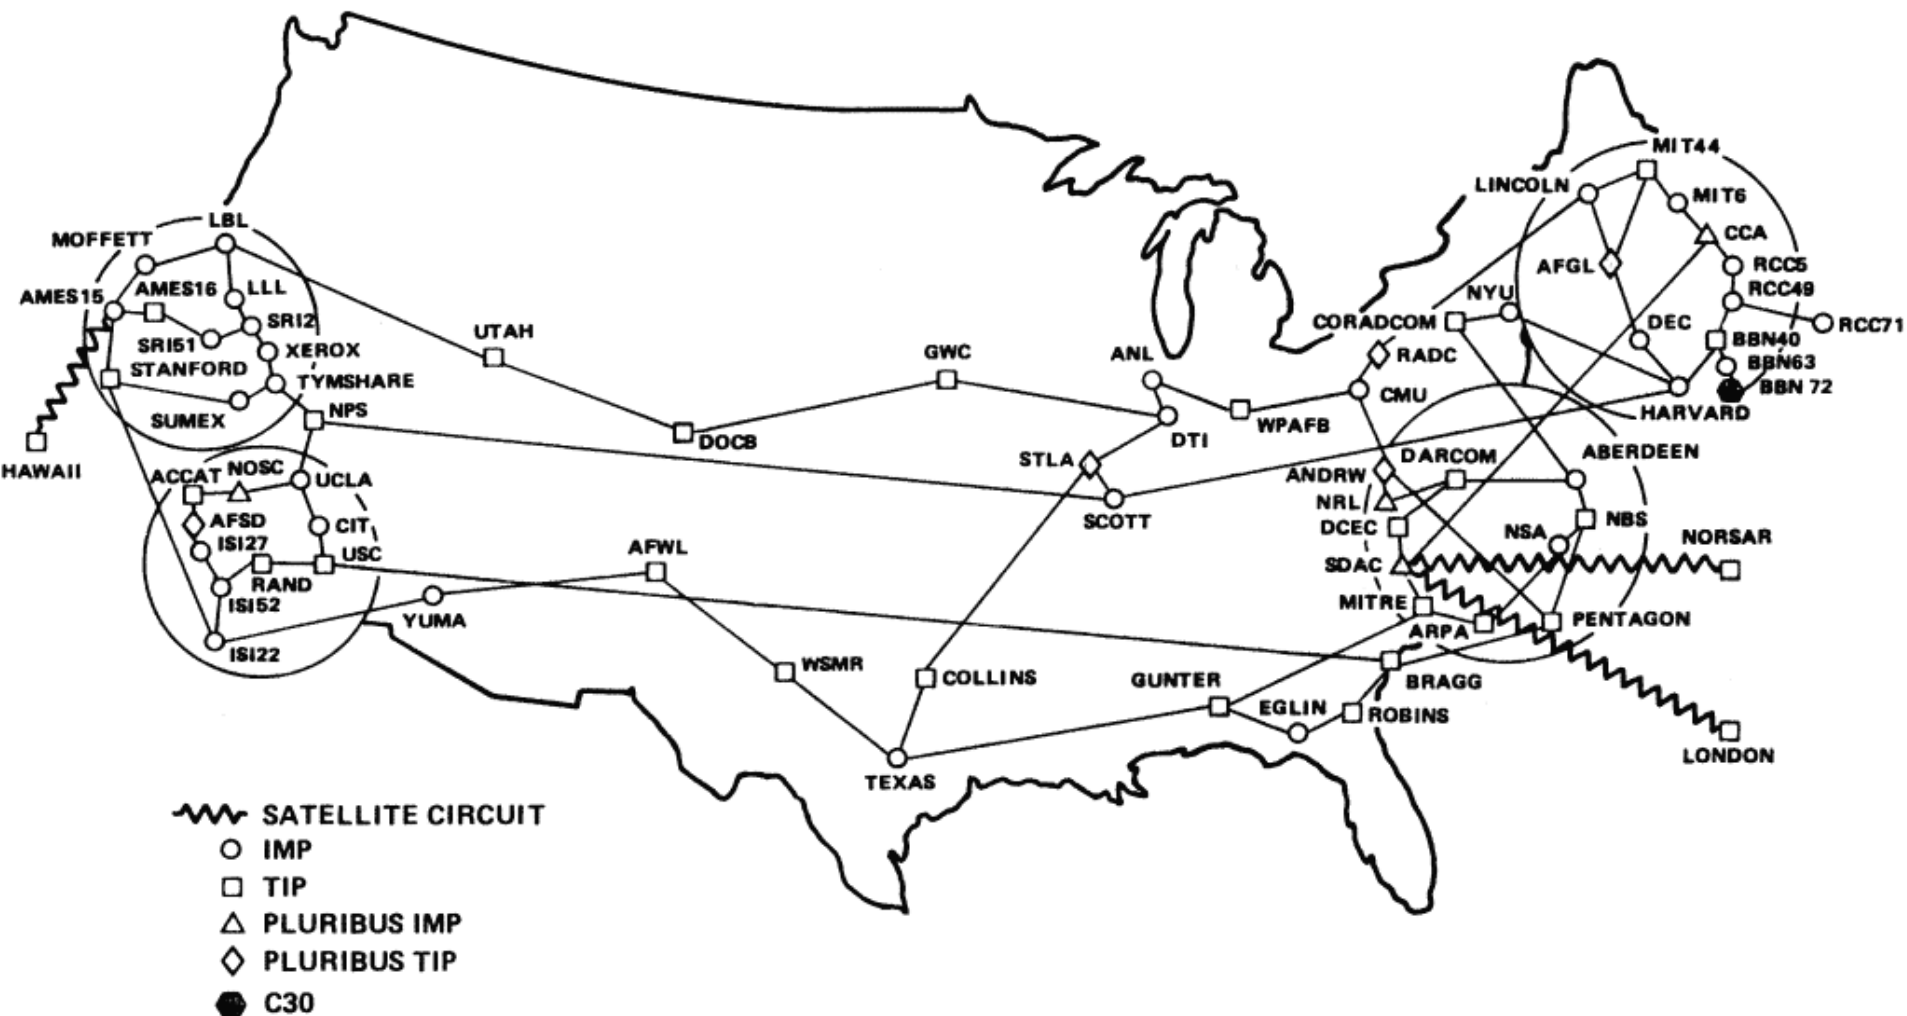 MIT44
LINCOLN
MIT6
CCA
AFGL
RCC5
RCC49
RCC71
NYU
CORADCOM
DEC
BBN40
BBN63
BBN 72
HARVARD
RADC
CMU
LBL
MOFFETT
AMES15
AMES16
LLL
SRI2
SRI51
XEROX
STANFORD
TYMSHARE
SUMEX
NPS
HAWAII
UTAH
DOCB
GWC
ANL
DTI
WPAFB
STLA
SCOTT
ACCAT
NOSC
UCLA
AFSD
CIT
ISI27
USC
RAND
ISI52
ISI22
YUMA
AFWL
WSMR
COLLINS
TEXAS
GUNTER
EGLIN
ROBINS
BRAGG
DARCOM
ABERDEEN
ANDRW
NRL
DCEC
NSA
NBS
SDAC
NORSAR
MITRE
ARPA
PENTAGON
LONDON
SATELLITE CIRCUIT
IMP
TIP
PLURIBUS IMP
PLURIBUS TIP
C30